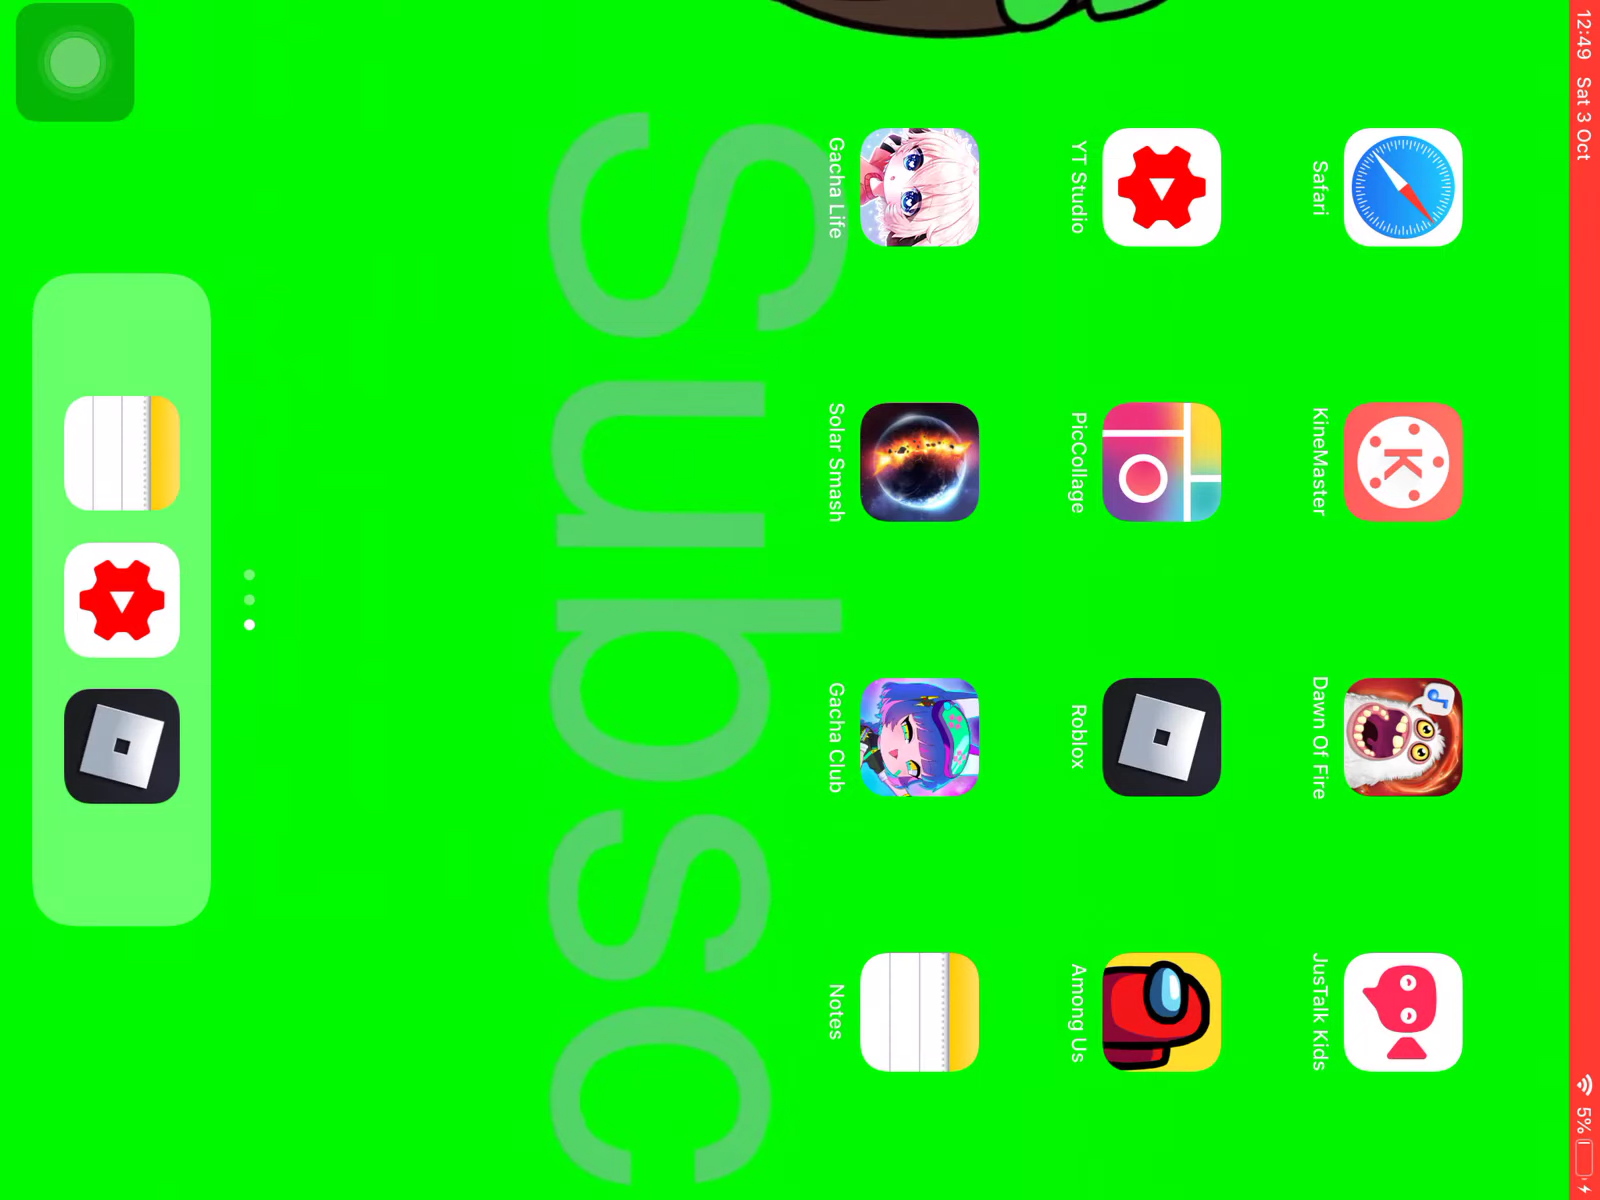 12:49 Sat 3 Oct
5%
Safari
KineMaster
Dawn Of Fire
JusTalk Kids
YT Studio
PicCollage
Roblox
Among Us
Gacha Life
Solar Smash
Gacha Club
Notes
Subsc